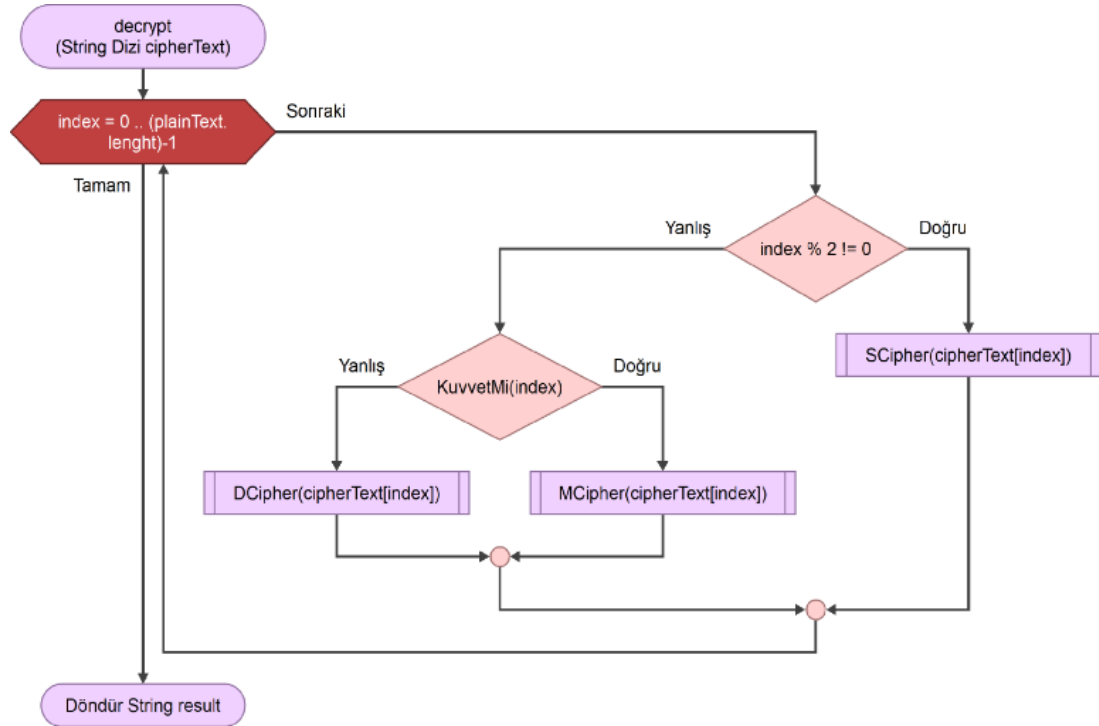 decrypt
(String Dizi cipherText)
index = 0 .. (plainText.
lenght)-1
Sonraki
Tamam
Yanlış
Doğru
index % 2 != 0
SCipher(cipherText[index])
Yanlış
Doğru
KuvvetMi(index)
DCipher(cipherText[index])
MCipher(cipherText[index])
Döndür String result